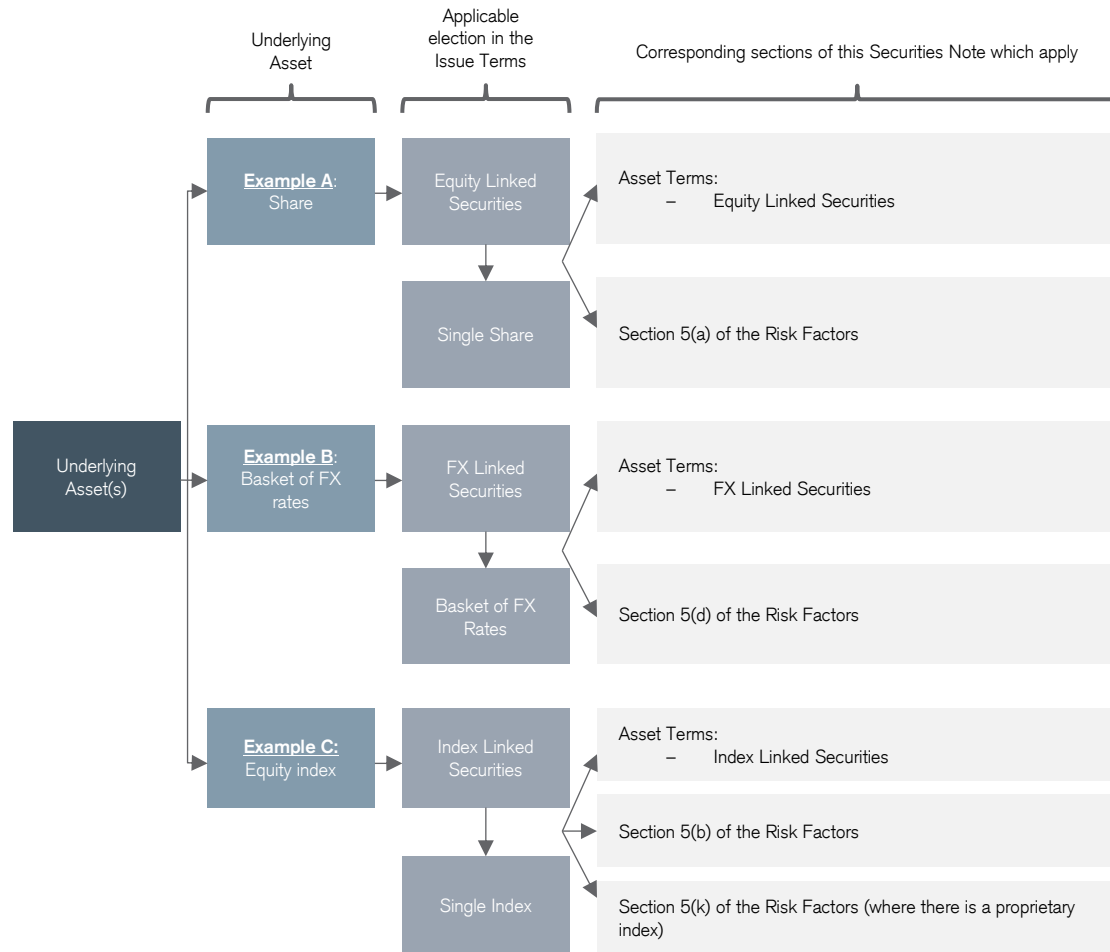 Underlying
Asset
Applicable
election in the
Issue Terms
Corresponding sections of this Securities Note which apply
Underlying
Asset(s)
Example A:
Share
Equity Linked
Securities
Single Share
Asset Terms:
– Equity Linked Securities
Section 5(a) of the Risk Factors
Example B:
Basket of FX
rates
FX Linked
Securities
Basket of FX
Rates
Asset Terms:
– FX Linked Securities
Section 5(d) of the Risk Factors
Example C:
Equity index
Index Linked
Securities
Single Index
Asset Terms:
– Index Linked Securities
Section 5(b) of the Risk Factors
Section 5(k) of the Risk Factors (where there is a proprietary
index)